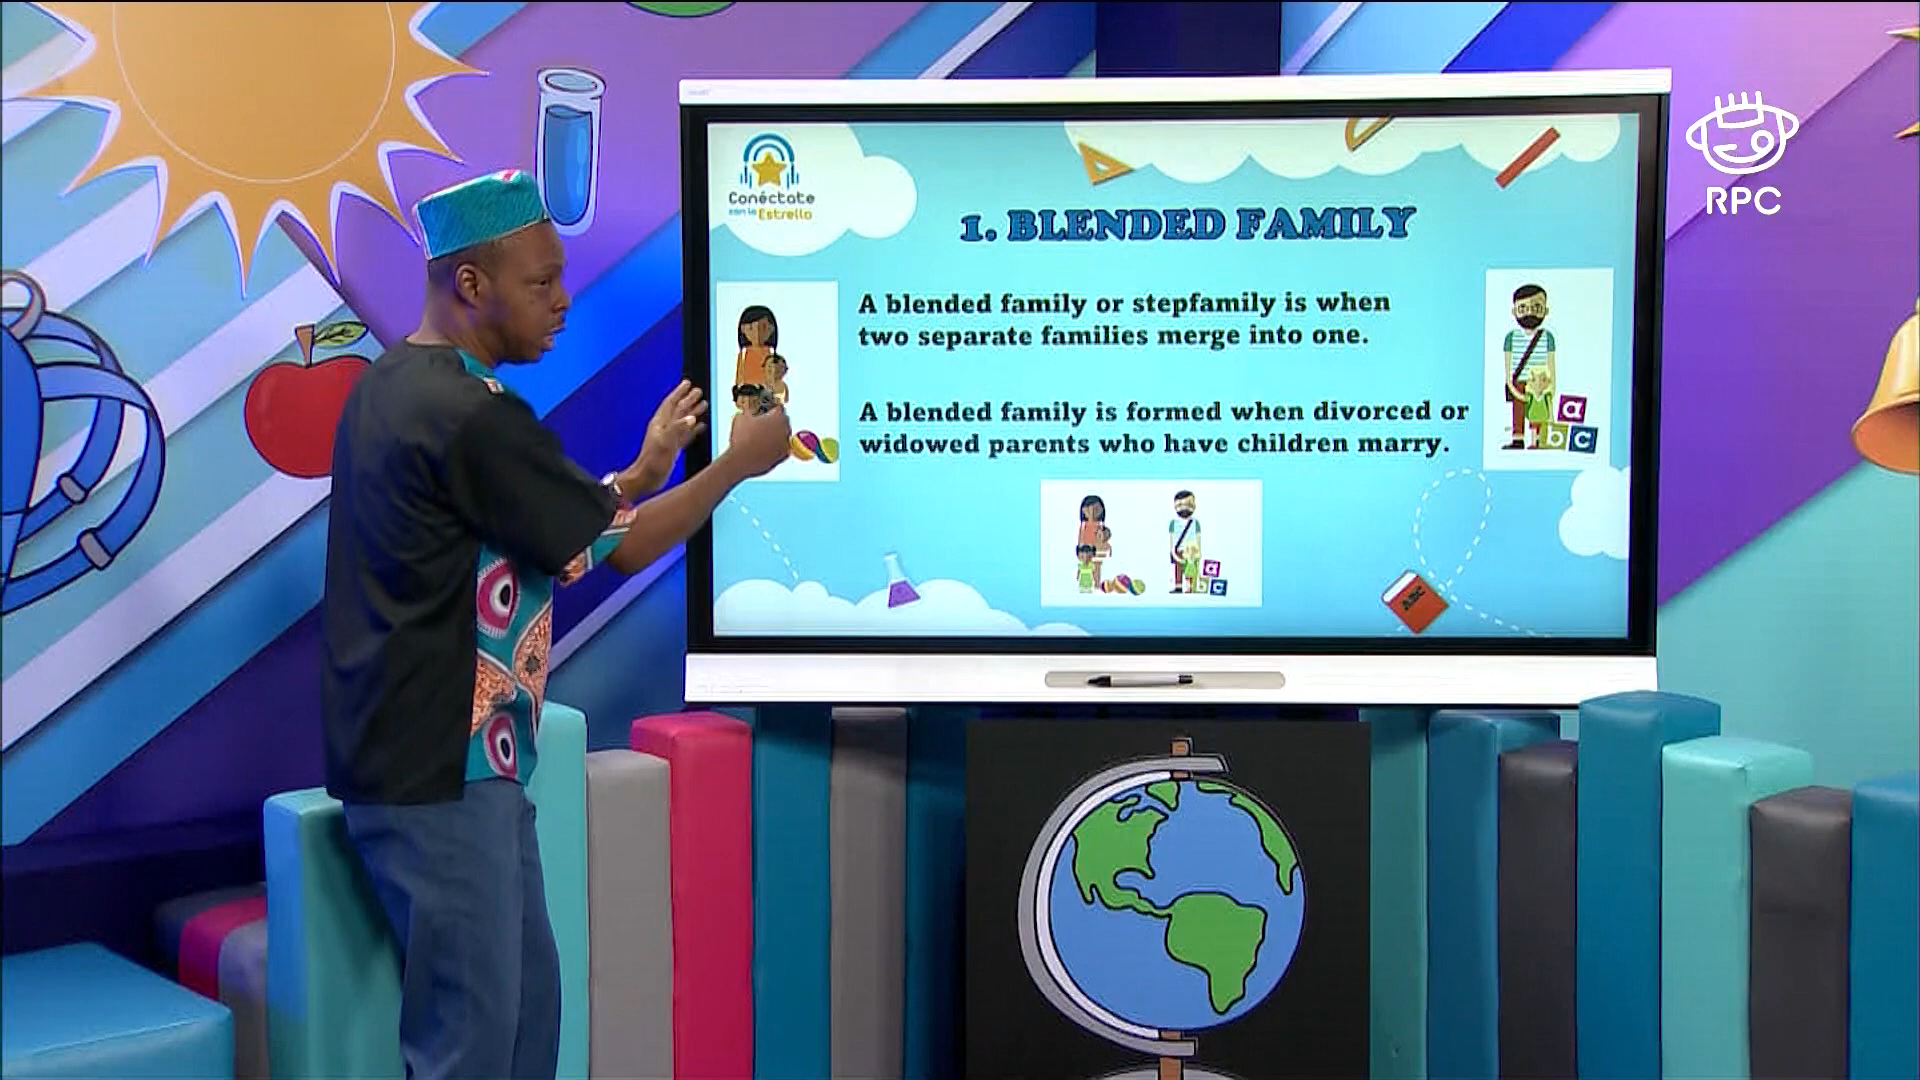 RPC
Conéctate
con la Estrella
1. BLENDED FAMILY
A blended family or stepfamily is when
two separate families merge into one.
A blended family is formed when divorced or
widowed parents who have children marry.
a
b c
a
b c
ABC